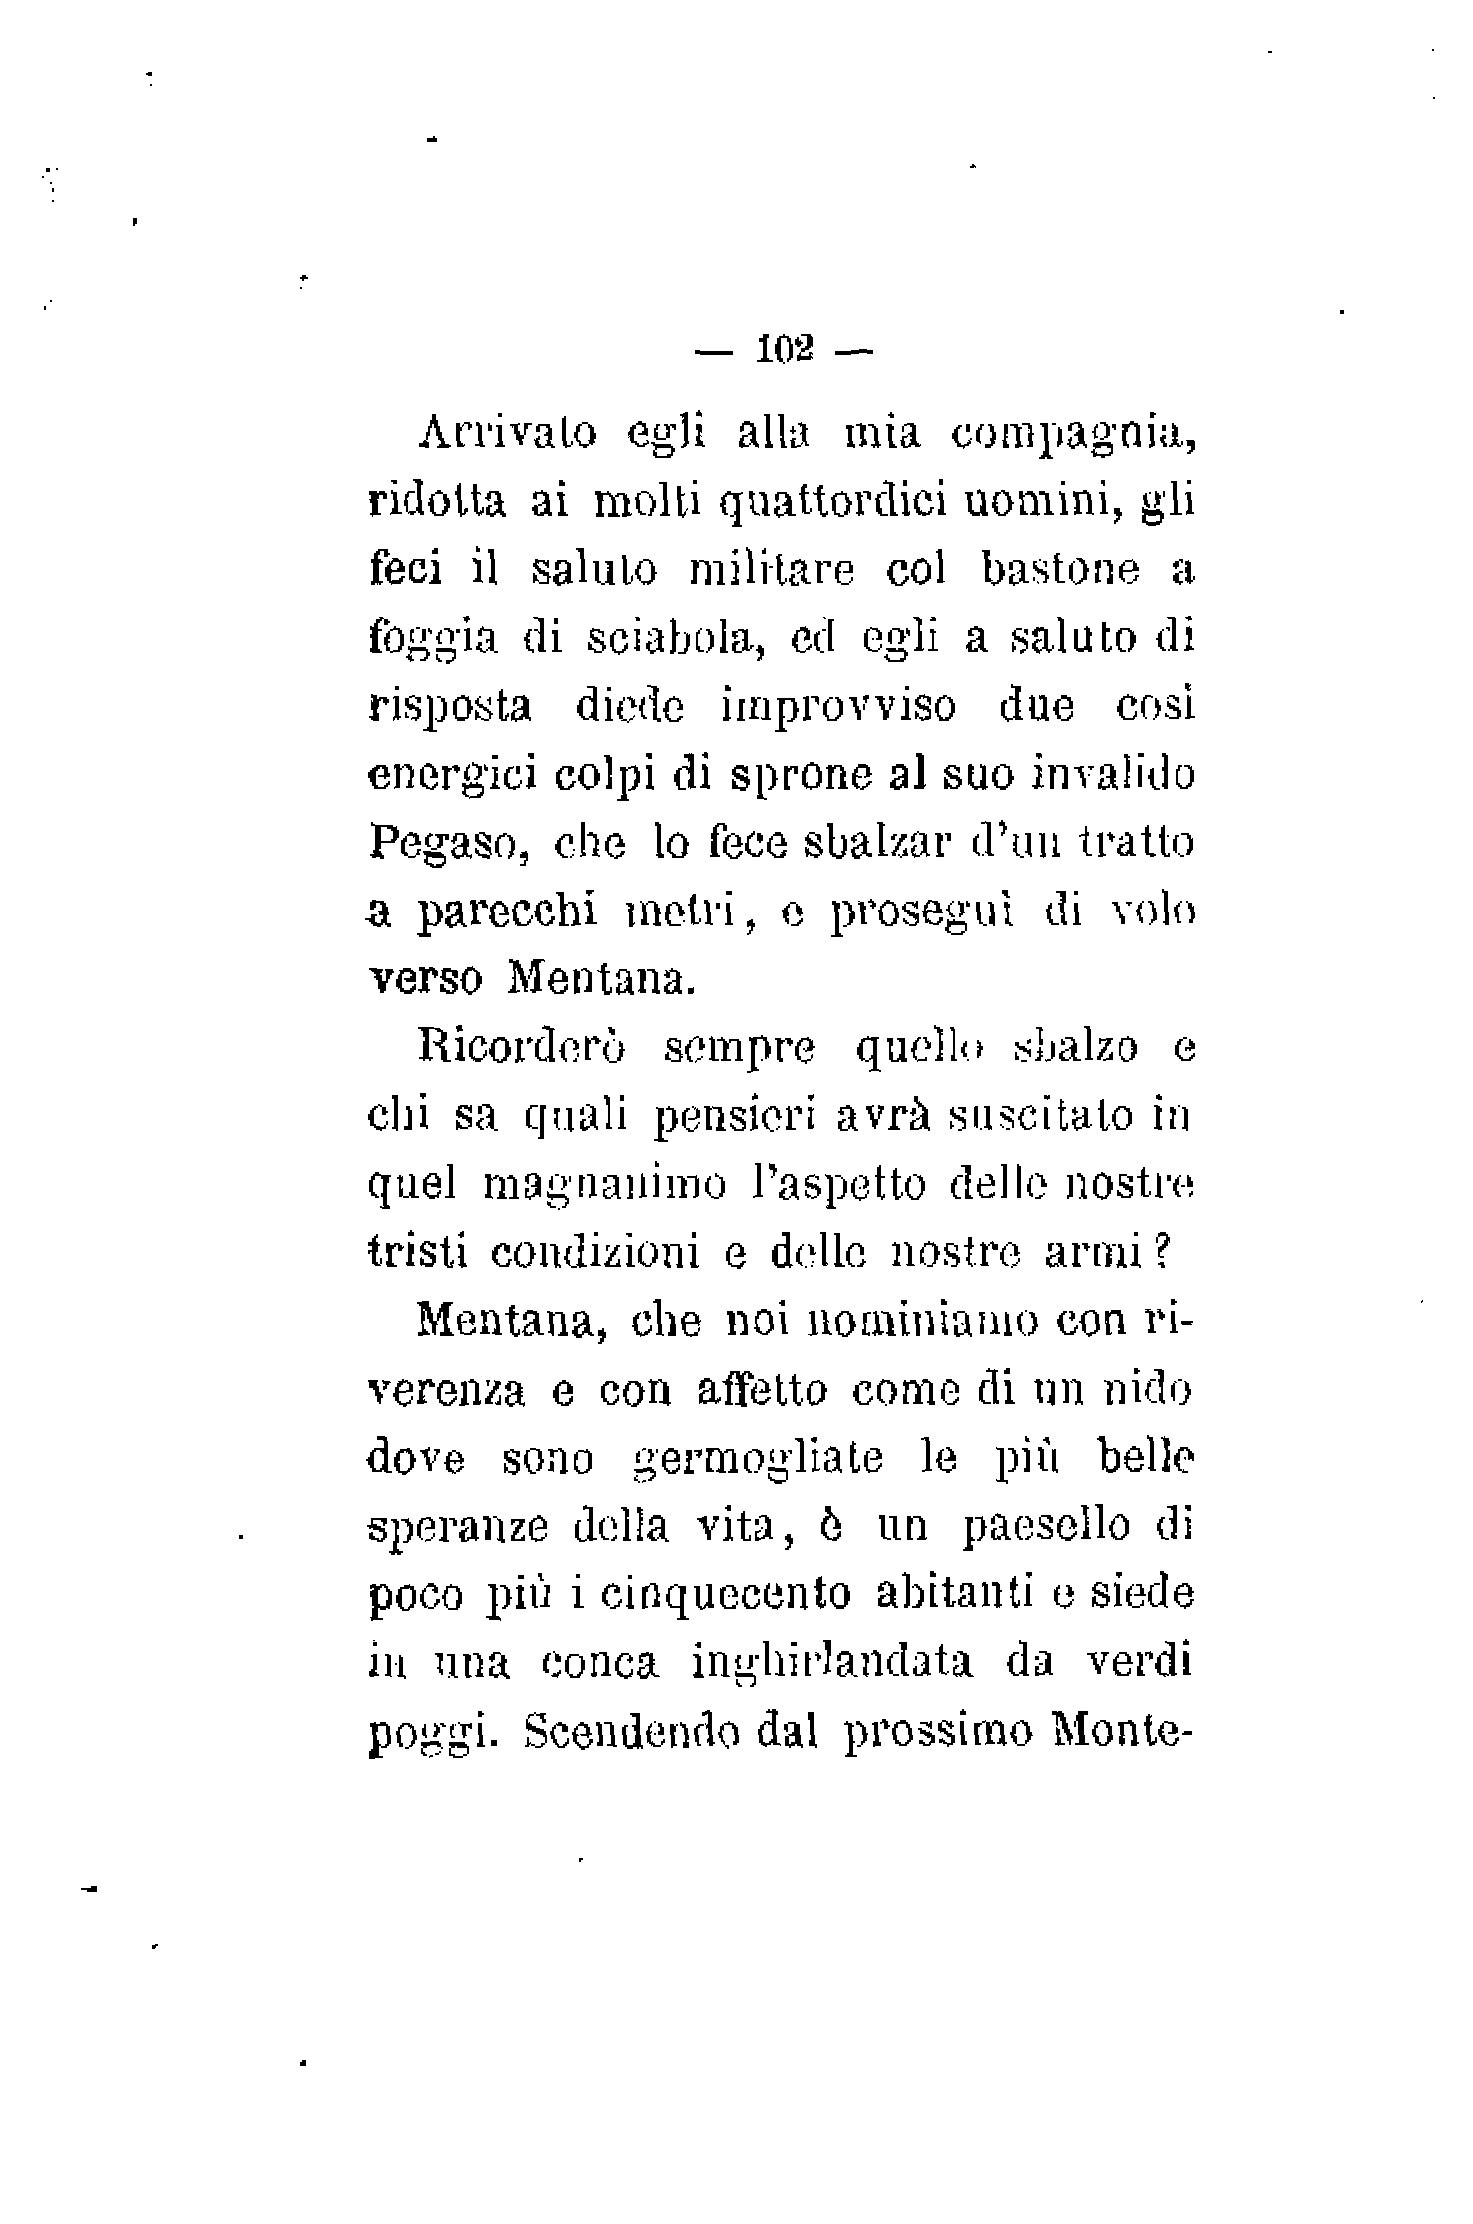 — 102 —
Arrivato egli alla mia compagnia,
ridotta ai molti quattordici uomini, gli
feci il saluto militare col bastone a
foggia di sciabola, ed egli a saluto di
risposta diede improvviso due così
energici colpi di sprone al suo invalido
Pegaso, che lo fece sbalzar d'un tratto
a parecchi metri, e proseguì di volo
verso Mentana.
Ricorderò sempre quello sbalzo e
chi sa quali pensieri avrà suscitato in
quel magnanimo l'aspetto delle nostre
tristi condizioni e delle nostre armi?
Mentana, che noi nominiamo con ri-
verenza e con affetto come di un nido
dove sono germogliate le più belle
speranze della vita, è un paesello di
poco più i cinquecento abitanti e siede
in una conca inghirlandata da verdi
poggi. Scendendo dal prossimo Monte-